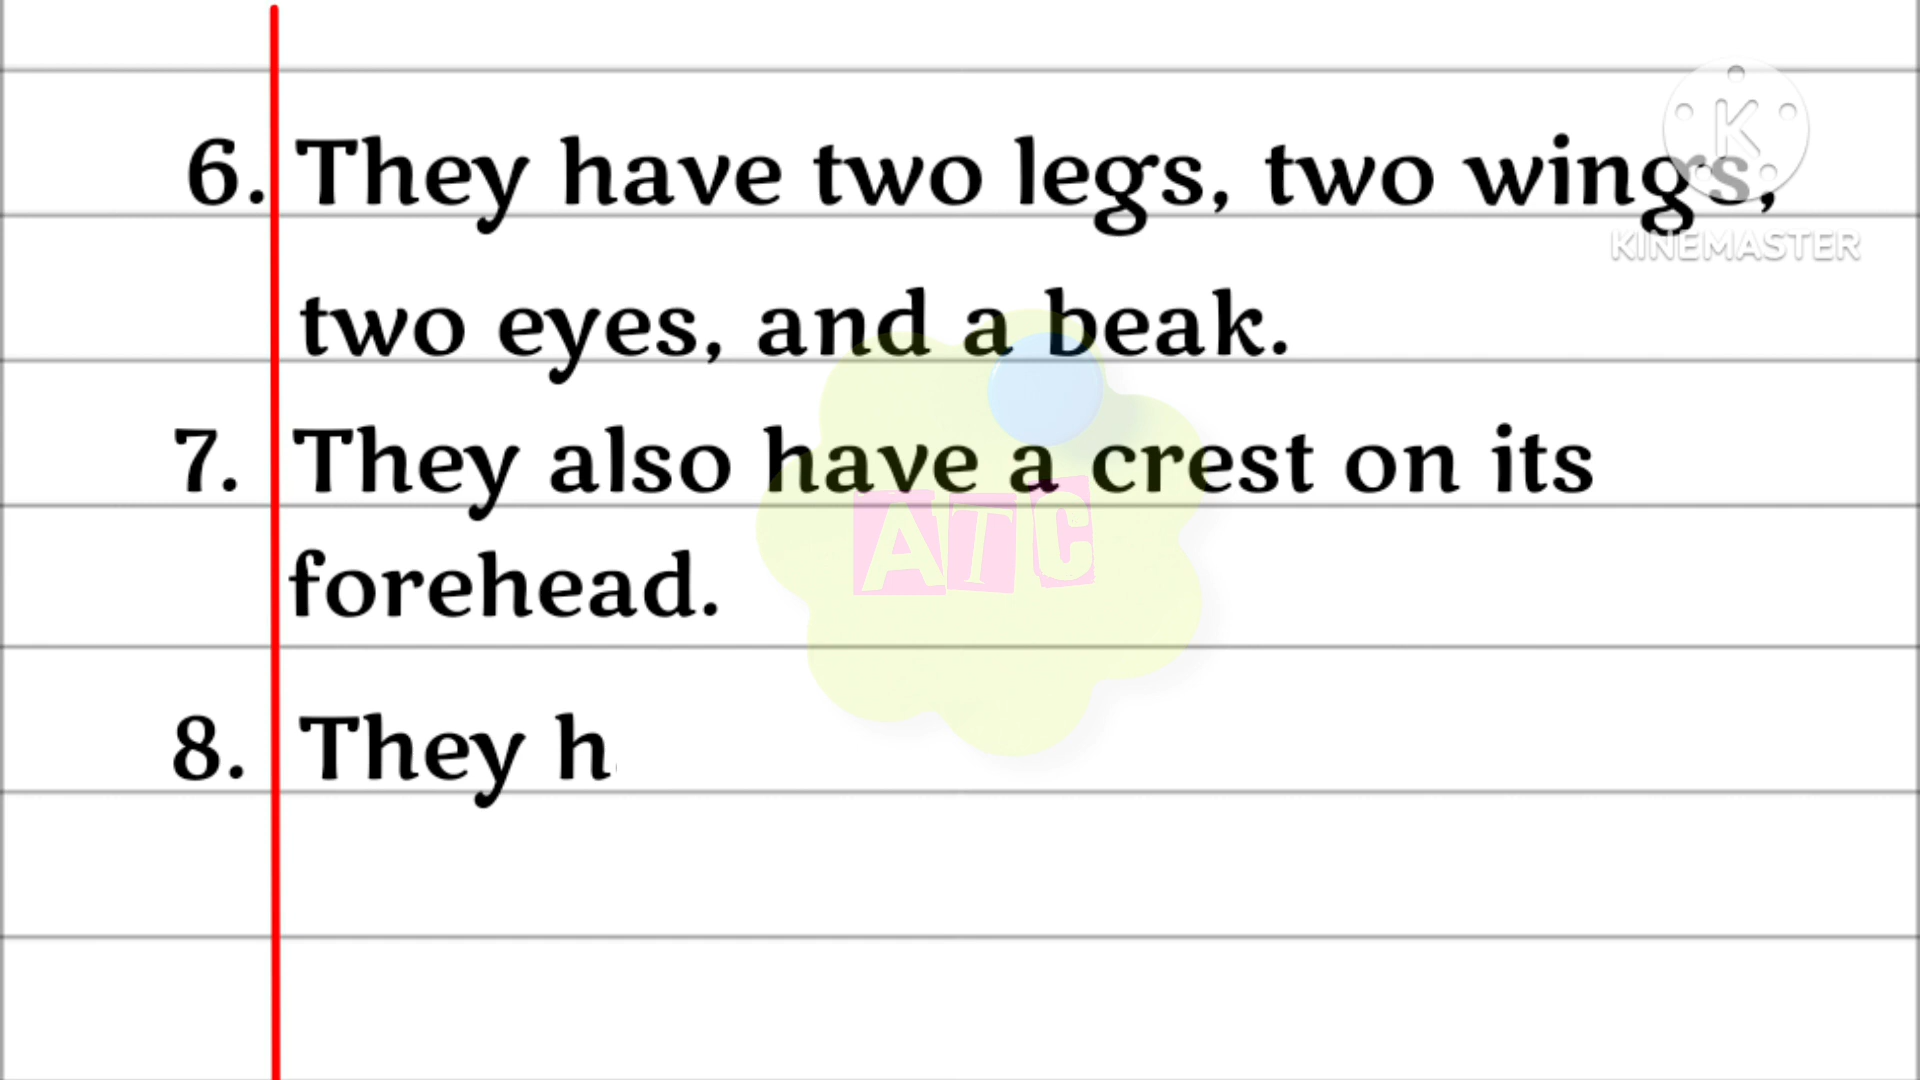 6. They have two legs, two wings,
KINEMASTER
two eyes, and a beak.
7. They also have a crest on its
ATC
forehead.
8. They h